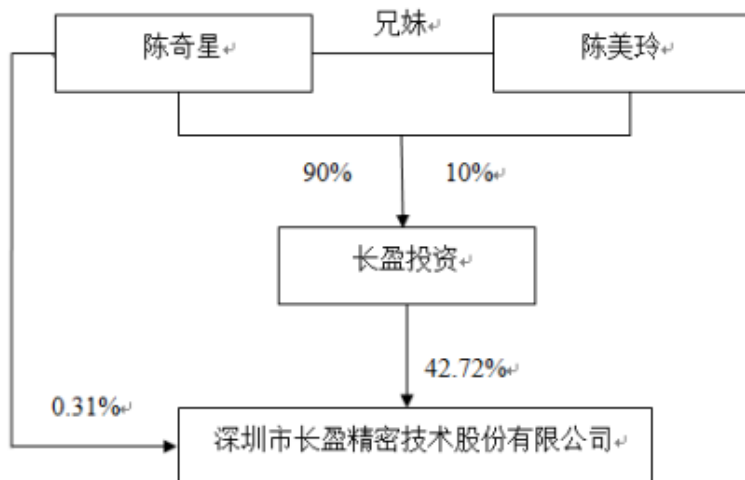 兄妹
陈奇星
陈美玲
90%
10%
长盈投资
42.72%
0.31%
深圳市长盈精密技术股份有限公司